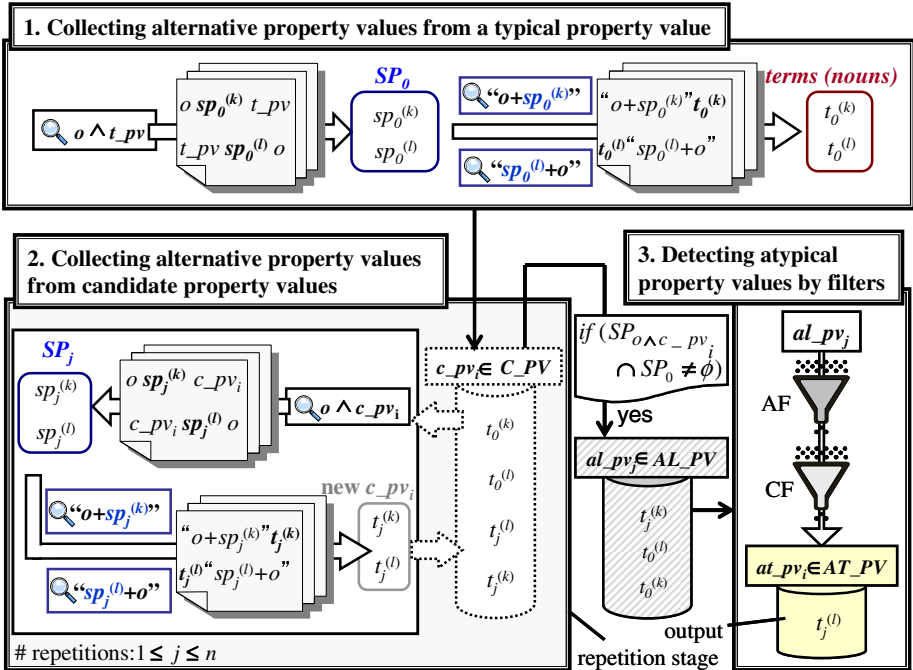 1. Collecting alternative property values from a typical property value
o ∧ t_pv
o sp₀⁽ᵏ⁾ t_pv
t_pv sp₀⁽ˡ⁾ o
SP₀
sp₀⁽ᵏ⁾
sp₀⁽ˡ⁾
“o+sp₀⁽ᵏ⁾”
“sp₀⁽ˡ⁾+o”
“o+sp₀⁽ᵏ⁾”t₀⁽ᵏ⁾
t₀⁽ˡ⁾“sp₀⁽ˡ⁾+o”
terms (nouns)
t₀⁽ᵏ⁾
t₀⁽ˡ⁾
2. Collecting alternative property values
from candidate property values
SPⱼ
spⱼ⁽ᵏ⁾
spⱼ⁽ˡ⁾
o spⱼ⁽ᵏ⁾ c_pvᵢ
c_pvᵢ spⱼ⁽ˡ⁾ o
o ∧ c_pvᵢ
“o+spⱼ⁽ᵏ⁾”
“spⱼ⁽ˡ⁾+o”
“o+spⱼ⁽ᵏ⁾”tⱼ⁽ᵏ⁾
tⱼ⁽ˡ⁾“spⱼ⁽ˡ⁾+o”
new c_pvᵢ
tⱼ⁽ᵏ⁾
tⱼ⁽ˡ⁾
c_pvᵢ∈ C_PV
t₀⁽ᵏ⁾
t₀⁽ˡ⁾
tⱼ⁽ˡ⁾
tⱼ⁽ᵏ⁾
# repetitions:1 ≤ j ≤ n
repetition stage
if (SP o∧c_pvᵢ
∩ SP₀ ≠ ϕ)
yes
al_pvⱼ∈ AL_PV
tⱼ⁽ᵏ⁾
t₀⁽ˡ⁾
t₀⁽ᵏ⁾
3. Detecting atypical
property values by filters
al_pvⱼ
AF
CF
at_pvᵢ∈AT_PV
output
tⱼ⁽ˡ⁾